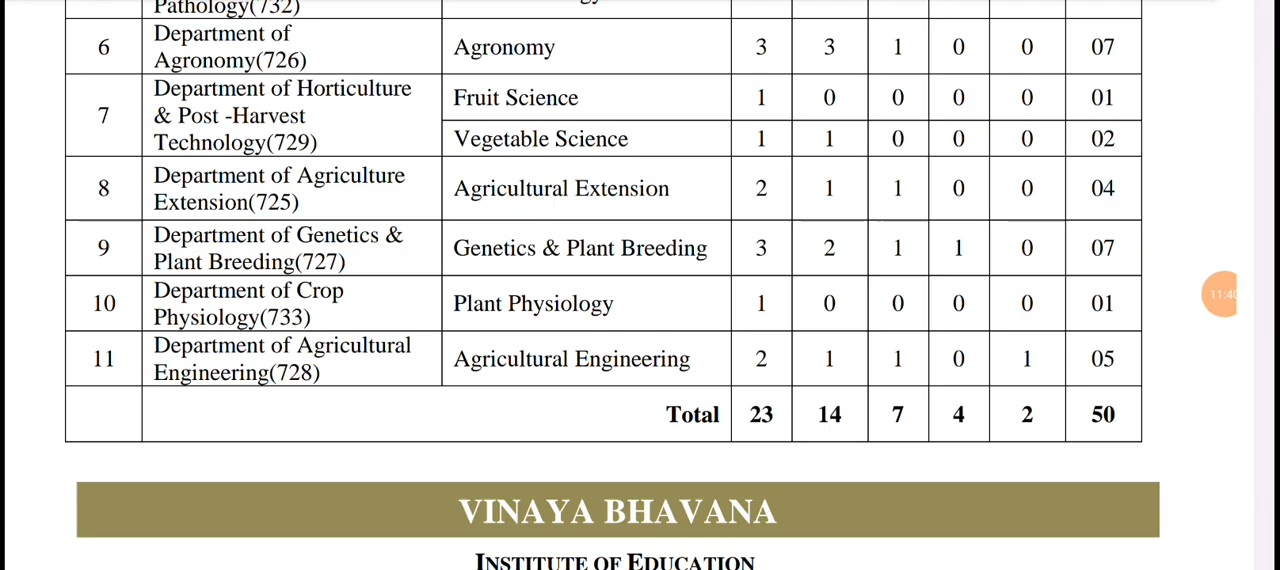 Pathology(732)
6 Department of Agronomy(726) Agronomy 3 3 1 0 0 07
7 Department of Horticulture & Post -Harvest Technology(729) Fruit Science 1 0 0 0 0 01
Vegetable Science 1 1 0 0 0 02
8 Department of Agriculture Extension(725) Agricultural Extension 2 1 1 0 0 04
9 Department of Genetics & Plant Breeding(727) Genetics & Plant Breeding 3 2 1 1 0 07
10 Department of Crop Physiology(733) Plant Physiology 1 0 0 0 0 01
11 Department of Agricultural Engineering(728) Agricultural Engineering 2 1 1 0 1 05
Total 23 14 7 4 2 50
11:40
VINAYA BHAVANA
INSTITUTE OF EDUCATION